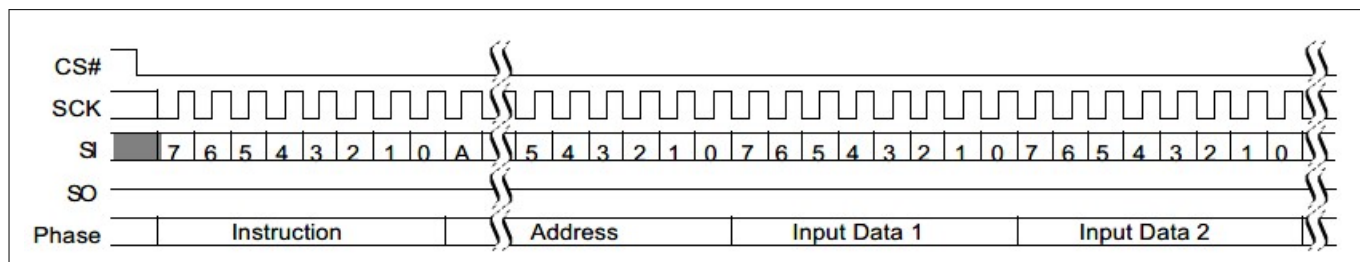 CS#
SCK
SI 7 6 5 4 3 2 1 0 A 5 4 3 2 1 0 7 6 5 4 3 2 1 0 7 6 5 4 3 2 1 0
SO
Phase Instruction Address Input Data 1 Input Data 2